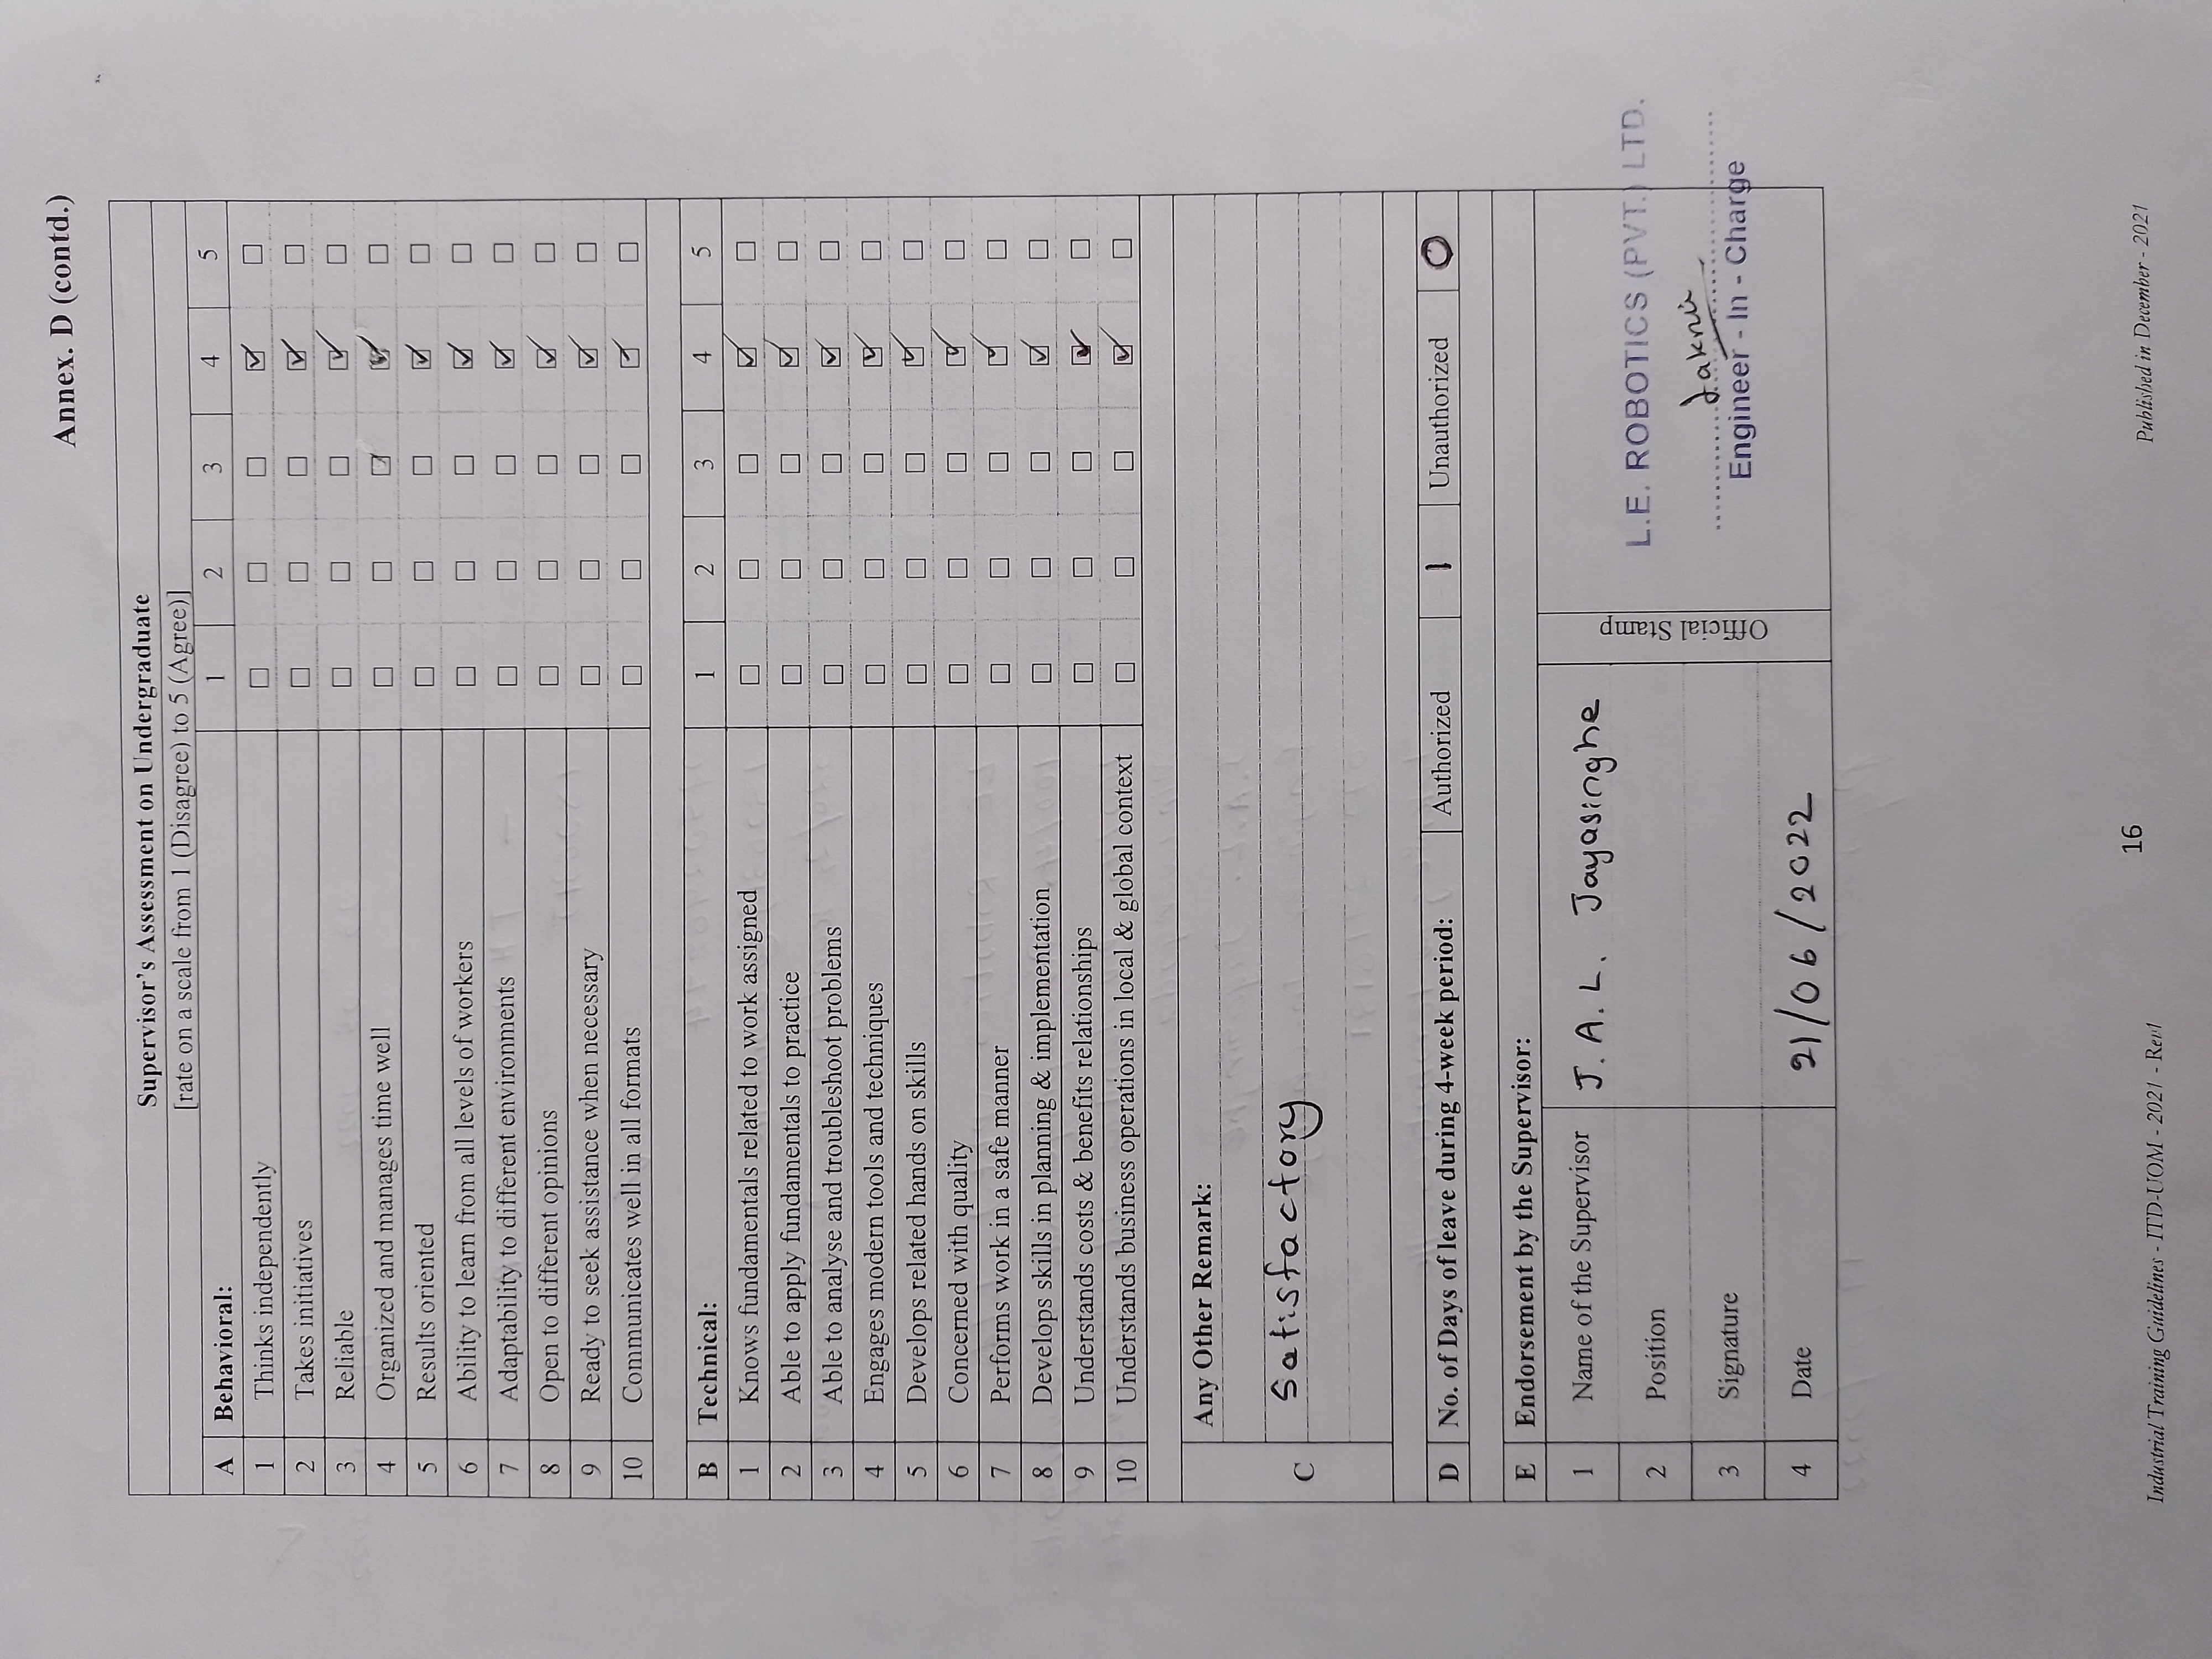 Annex. D (contd.)
Supervisor's Assessment on Undergraduate
[rate on a scale from 1 (Disagree) to 5 (Agree)]
A Behavioral: 1 2 3 4 5
1 Thinks independently ☐ ☐ ☐ ☑ ☐
2 Takes initiatives ☐ ☐ ☐ ☑ ☐
3 Reliable ☐ ☐ ☐ ☑ ☐
4 Organized and manages time well ☐ ☐ ☑ ☑ ☐
5 Results oriented ☐ ☐ ☐ ☑ ☐
6 Ability to learn from all levels of workers ☐ ☐ ☐ ☑ ☐
7 Adaptability to different environments ☐ ☐ ☐ ☑ ☐
8 Open to different opinions ☐ ☐ ☐ ☑ ☐
9 Ready to seek assistance when necessary ☐ ☐ ☐ ☑ ☐
10 Communicates well in all formats ☐ ☐ ☐ ☑ ☐
B Technical: 1 2 3 4 5
1 Knows fundamentals related to work assigned ☐ ☐ ☐ ☑ ☐
2 Able to apply fundamentals to practice ☐ ☐ ☐ ☑ ☐
3 Able to analyse and troubleshoot problems ☐ ☐ ☐ ☑ ☐
4 Engages modern tools and techniques ☐ ☐ ☐ ☑ ☐
5 Develops related hands on skills ☐ ☐ ☐ ☑ ☐
6 Concerned with quality ☐ ☐ ☐ ☑ ☐
7 Performs work in a safe manner ☐ ☐ ☐ ☑ ☐
8 Develops skills in planning & implementation ☐ ☐ ☐ ☑ ☐
9 Understands costs & benefits relationships ☐ ☐ ☐ ☑ ☐
10 Understands business operations in local & global context ☐ ☐ ☐ ☑ ☐
C Any Other Remark:
Satisfactory
D No. of Days of leave during 4-week period: Authorized 1 Unauthorized 0
E Endorsement by the Supervisor:
1 Name of the Supervisor J. A. L. Jayasinghe
2 Position
3 Signature
4 Date 21/06/2022
Official Stamp
L.E. ROBOTICS (PVT.) LTD.
Engineer - In - Charge
16
Industrial Training Guidelines - ITD-UOM - 2021 - Rev1
Published in December - 2021